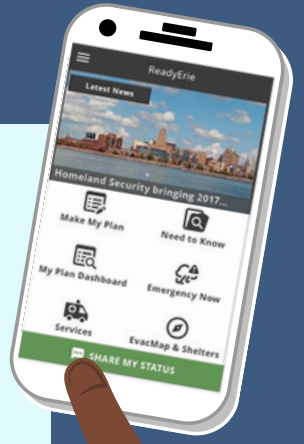 ReadyErie
Latest News
Homeland Security bringing 2017...
Make My Plan
Need to Know
My Plan Dashboard
Emergency Now
Services
EvacMap & Shelters
SHARE MY STATUS